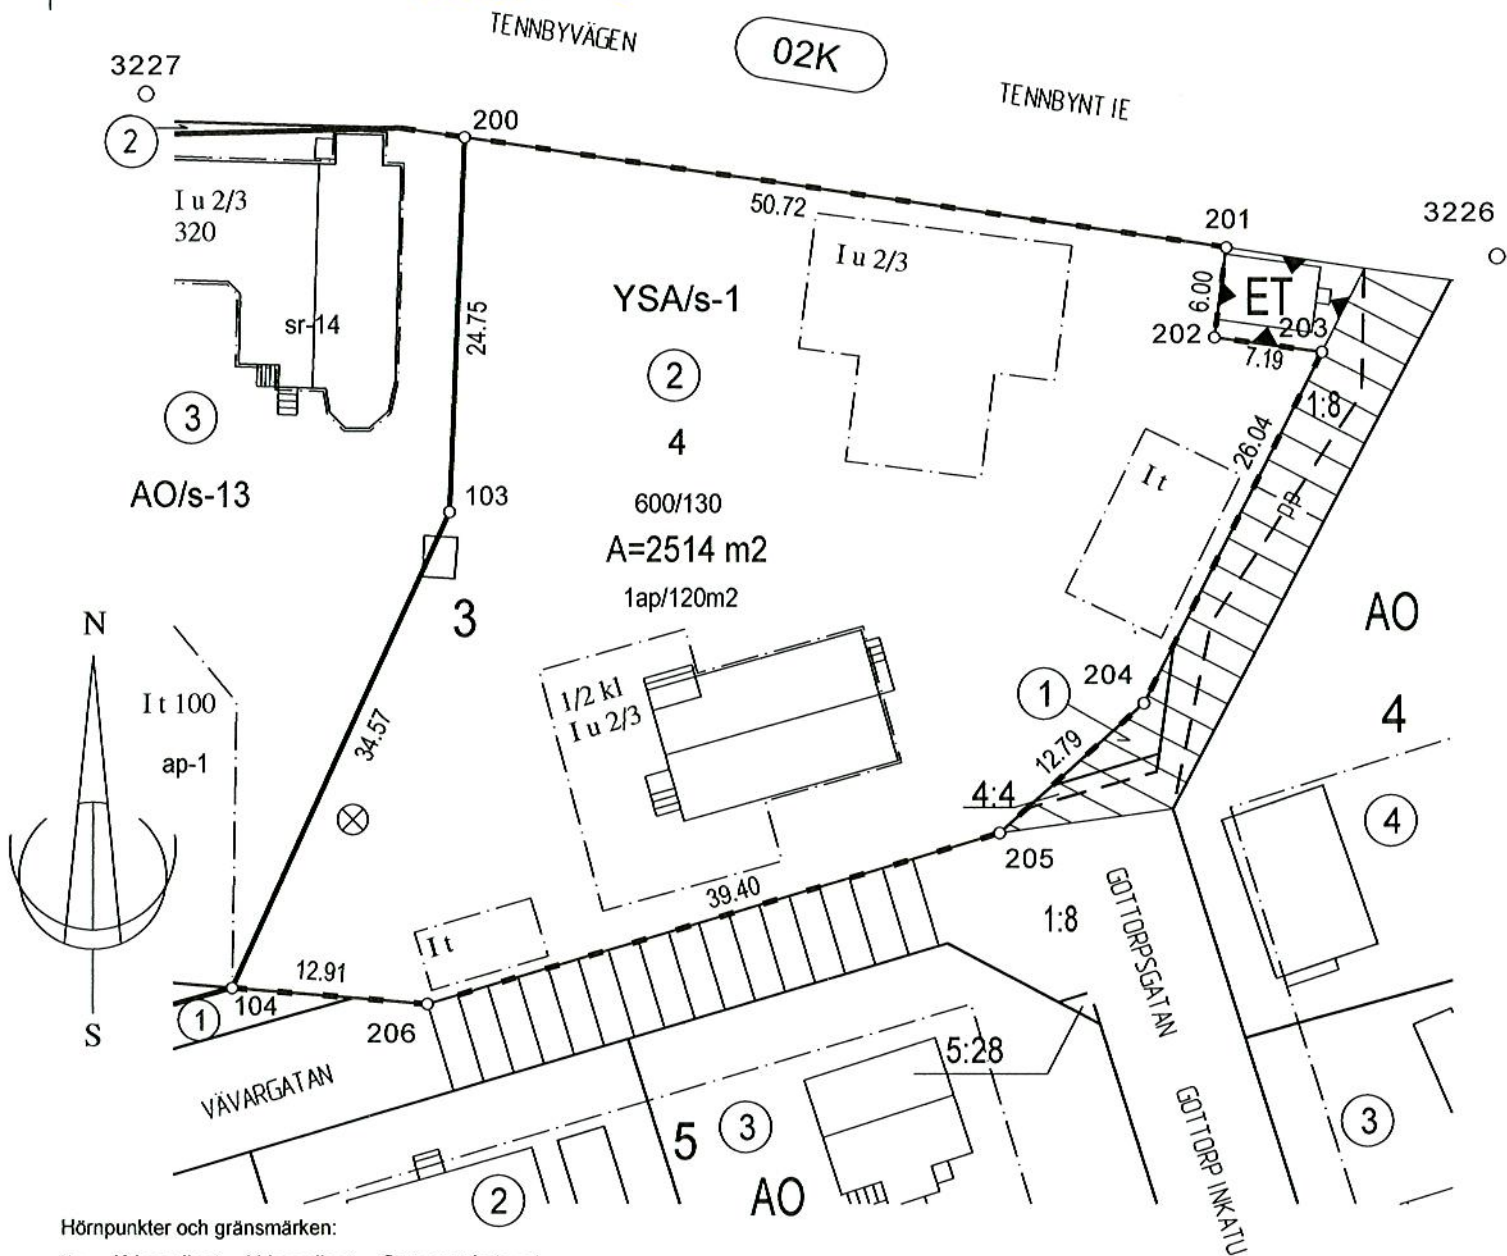 TENNBYVÄGEN
02K
TENNBYNTIE
3227
2
200
50.72
201
3226
I u 2/3
320
I u 2/3
YSA/s-1
6.00
ET
202
203
7.19
sr-14
24.75
2
1:8
3
4
26.04
AO/s-13
103
600/130
I t
pp
A=2514 m2
1ap/120m2
3
AO
N
I t 100
1/2 kl
I u 2/3
1
204
4
ap-1
34.57
12.79
4:4
4
205
39.40
GOTTORPSGATAN
1:8
I t
12.91
104
1
206
S
5:28
VÄVARGATAN
5
3
GOTTORPINKATU
3
2
AO
Hörnpunkter och gränsmärken: